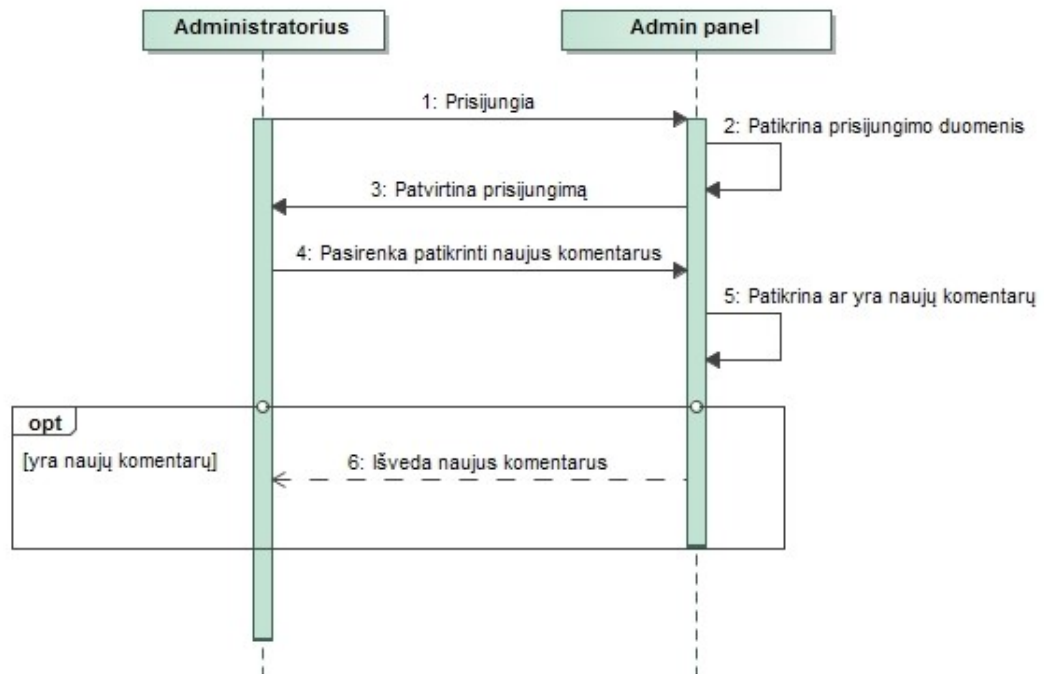 Administratorius
Admin panel
1: Prisijungia
2: Patikrina prisijungimo duomenis
3: Patvirtina prisijungimą
4: Pasirenka patikrinti naujus komentarus
5: Patikrina ar yra naujų komentarų
opt
[yra naujų komentarų]
6: Išveda naujus komentarus